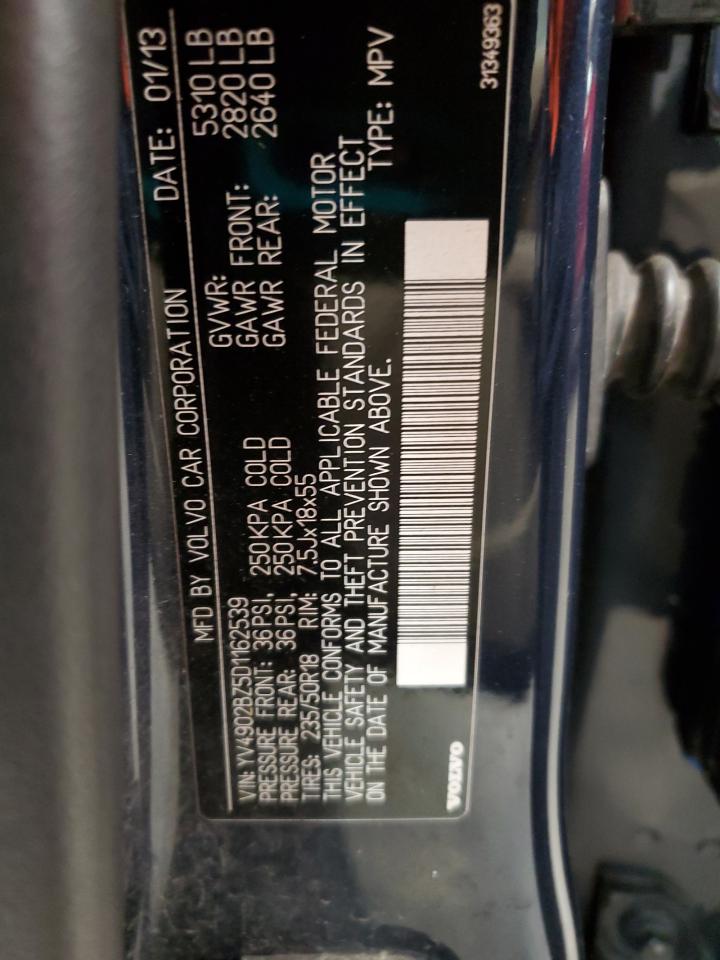 MFD BY VOLVO CAR CORPORATION DATE: 01/13
GVWR: 5310 LB
GAWR FRONT: 2820 LB
GAWR REAR: 2640 LB
VIN: YV4902BZ5D1162539
PRESSURE FRONT: 36PSI, 250KPA COLD
PRESSURE REAR: 36PSI, 250KPA COLD
TIRES: 235/50R18 RIM: 7.5Jx18x55
THIS VEHICLE CONFORMS TO ALL APPLICABLE FEDERAL MOTOR
VEHICLE SAFETY AND THEFT PREVENTION STANDARDS IN EFFECT
ON THE DATE OF MANUFACTURE SHOWN ABOVE. TYPE: MPV
VOLVO
31349363